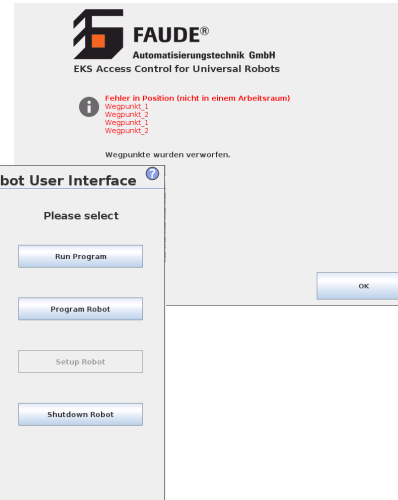 FAUDE®
Automatisierungstechnik GmbH
EKS Access Control for Universal Robots
Fehler in Position (nicht in einem Arbeitsraum)
Wegpunkt_1
Wegpunkt_2
Wegpunkt_1
Wegpunkt_2
Wegpunkte wurden verworfen.
OK
bot User Interface ?
Please select
Run Program
Program Robot
Setup Robot
Shutdown Robot